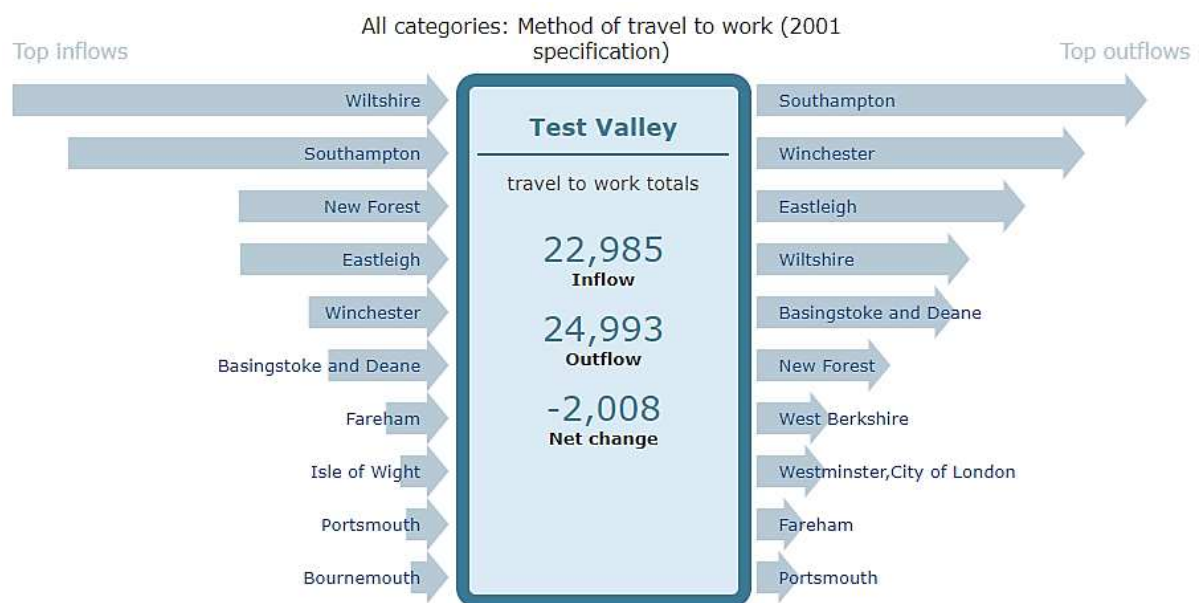 All categories: Method of travel to work (2001
specification)
Top inflows
Top outflows
Wiltshire
Southampton
New Forest
Eastleigh
Winchester
Basingstoke and Deane
Fareham
Isle of Wight
Portsmouth
Bournemouth
Test Valley
travel to work totals
22,985
Inflow
24,993
Outflow
-2,008
Net change
Southampton
Winchester
Eastleigh
Wiltshire
Basingstoke and Deane
New Forest
West Berkshire
Westminster,City of London
Fareham
Portsmouth